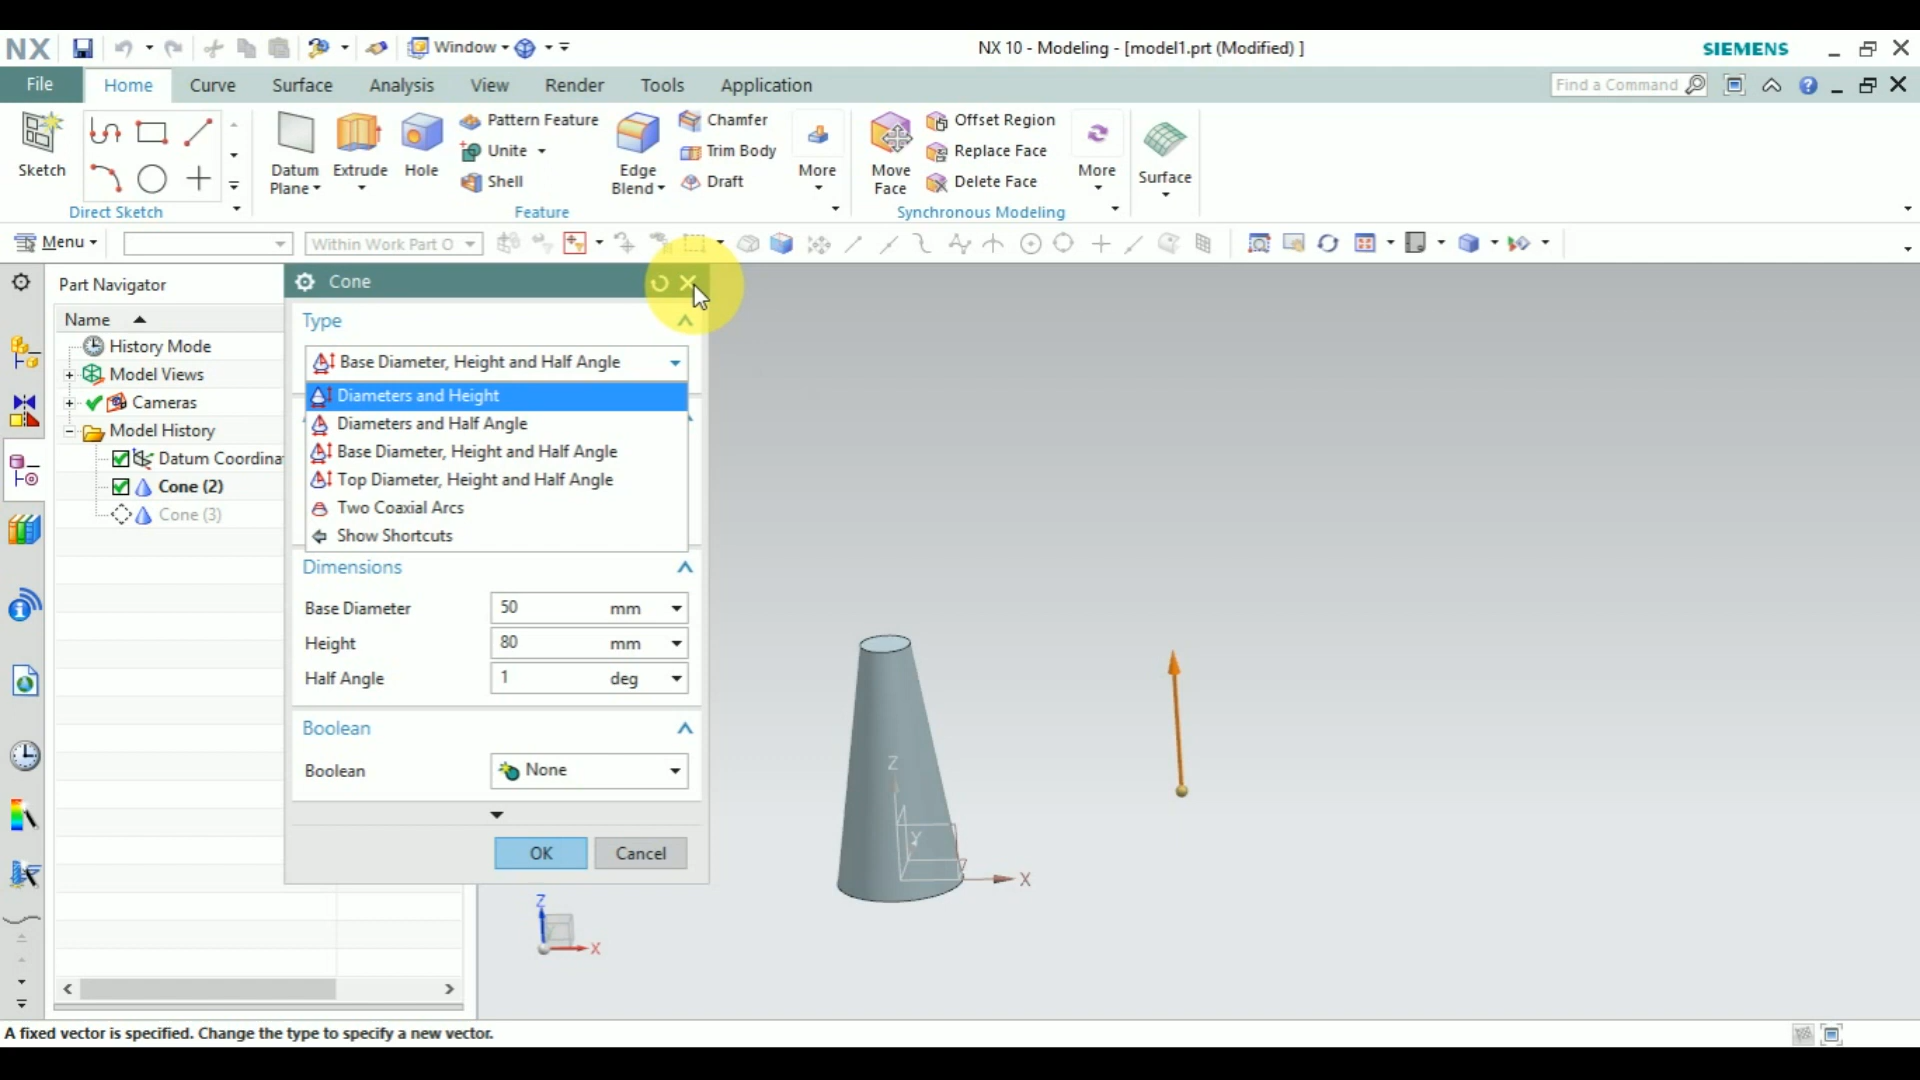 NX Window NX 10 - Modeling - [model1.prt (Modified) ] SIEMENS
File Home Curve Surface Analysis View Render Tools Application Find a Command
Sketch
Direct Sketch
Datum Plane
Extrude
Hole
Pattern Feature
Unite
Shell
Edge Blend
Chamfer
Trim Body
Draft
More
Feature
Move Face
Offset Region
Replace Face
Delete Face
More
Synchronous Modeling
Surface
Menu Within Work Part O
Part Navigator
Name
History Mode
Model Views
Cameras
Model History
Datum Coordina
Cone (2)
Cone (3)
Cone
Type
Base Diameter, Height and Half Angle
Diameters and Height
Diameters and Half Angle
Base Diameter, Height and Half Angle
Top Diameter, Height and Half Angle
Two Coaxial Arcs
Show Shortcuts
Dimensions
Base Diameter 50 mm
Height 80 mm
Half Angle 1 deg
Boolean
Boolean None
OK Cancel
Z
Y
X
Z
X
A fixed vector is specified. Change the type to specify a new vector.